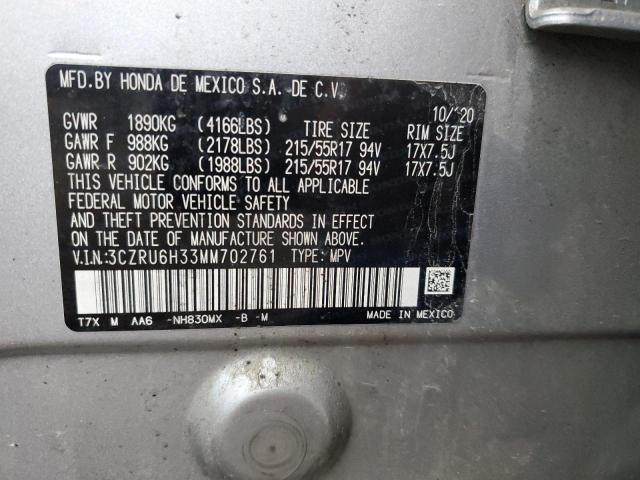 MFD.BY HONDA DE MEXICO S.A. DE C.V.
10/'20
GVWR 1890KG (4166LBS) TIRE SIZE RIM SIZE
GAWR F 988KG (2178LBS) 215/55R17 94V 17X7.5J
GAWR R 902KG (1988LBS) 215/55R17 94V 17X7.5J
THIS VEHICLE CONFORMS TO ALL APPLICABLE
FEDERAL MOTOR VEHICLE SAFETY
AND THEFT PREVENTION STANDARDS IN EFFECT
ON THE DATE OF MANUFACTURE SHOWN ABOVE.
V.I.N:3CZRU6H33MM702761 TYPE: MPV
T7X M AA6 -NH830MX -B -M MADE IN MEXICO